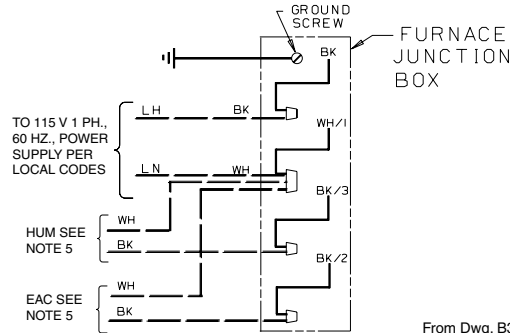 GROUND
SCREW
FURNACE
JUNCTION
BOX
BK
LH BK
TO 115 V 1 PH.,
60 HZ., POWER
SUPPLY PER
LOCAL CODES
WH/1
LN WH
BK/3
WH
HUM SEE
NOTE 5
BK
BK/2
WH
EAC SEE
NOTE 5
BK
From Dwg. B3